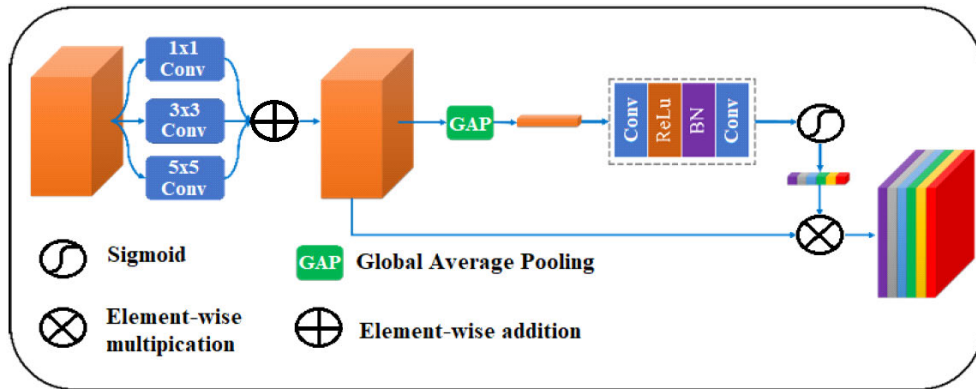 1x1
Conv
3x3
Conv
5x5
Conv
GAP
Conv
ReLu
BN
Conv
Sigmoid
GAP
Global Average Pooling
Element-wise
multipication
Element-wise addition